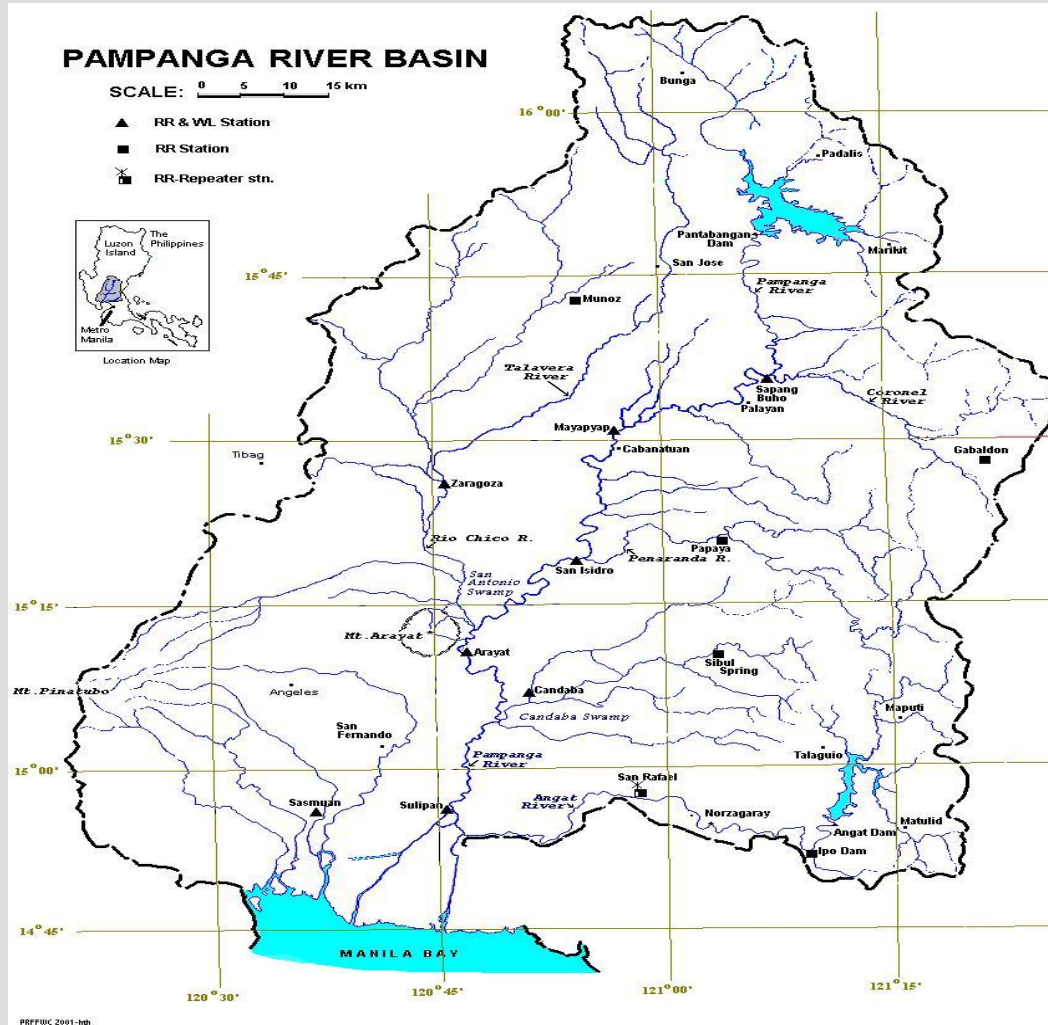 PAMPANGA RIVER BASIN
SCALE: 0 5 10 15 km
RR & WL Station
RR Station
RR-Repeater stn.
Luzon
Island
The
Philippines
Metro
Manila
Location Map
Bunga
16° 00'
Padalis
Pantabangan
Dam
Marikit
San Jose
15° 45'
Pampanga
River
Munoz
Talavera
River
Sapang
Buho
Palayan
Coronel
River
Mayapyap
15° 30'
Cabanatuan
Gabaldon
Tibag
Zaragoza
Rio Chico R.
Papaya
Penaranda R.
San Isidro
San
Antonio
Swamp
15° 15'
Mt.Arayat
Arayat
Sibul
Spring
Mt.Pinatubo
Angeles
Candaba
Candaba Swamp
Maputi
San
Fernando
Talaguio
Pampanga
River
15° 00'
San Rafael
Angat
River
Sasmuan
Sulipan
Norzagaray
Matulid
Angat Dam
Ipo Dam
14° 45'
MANILA BAY
120° 30'
120° 45'
121° 00'
121° 15'
PRFFWC 2001-hth